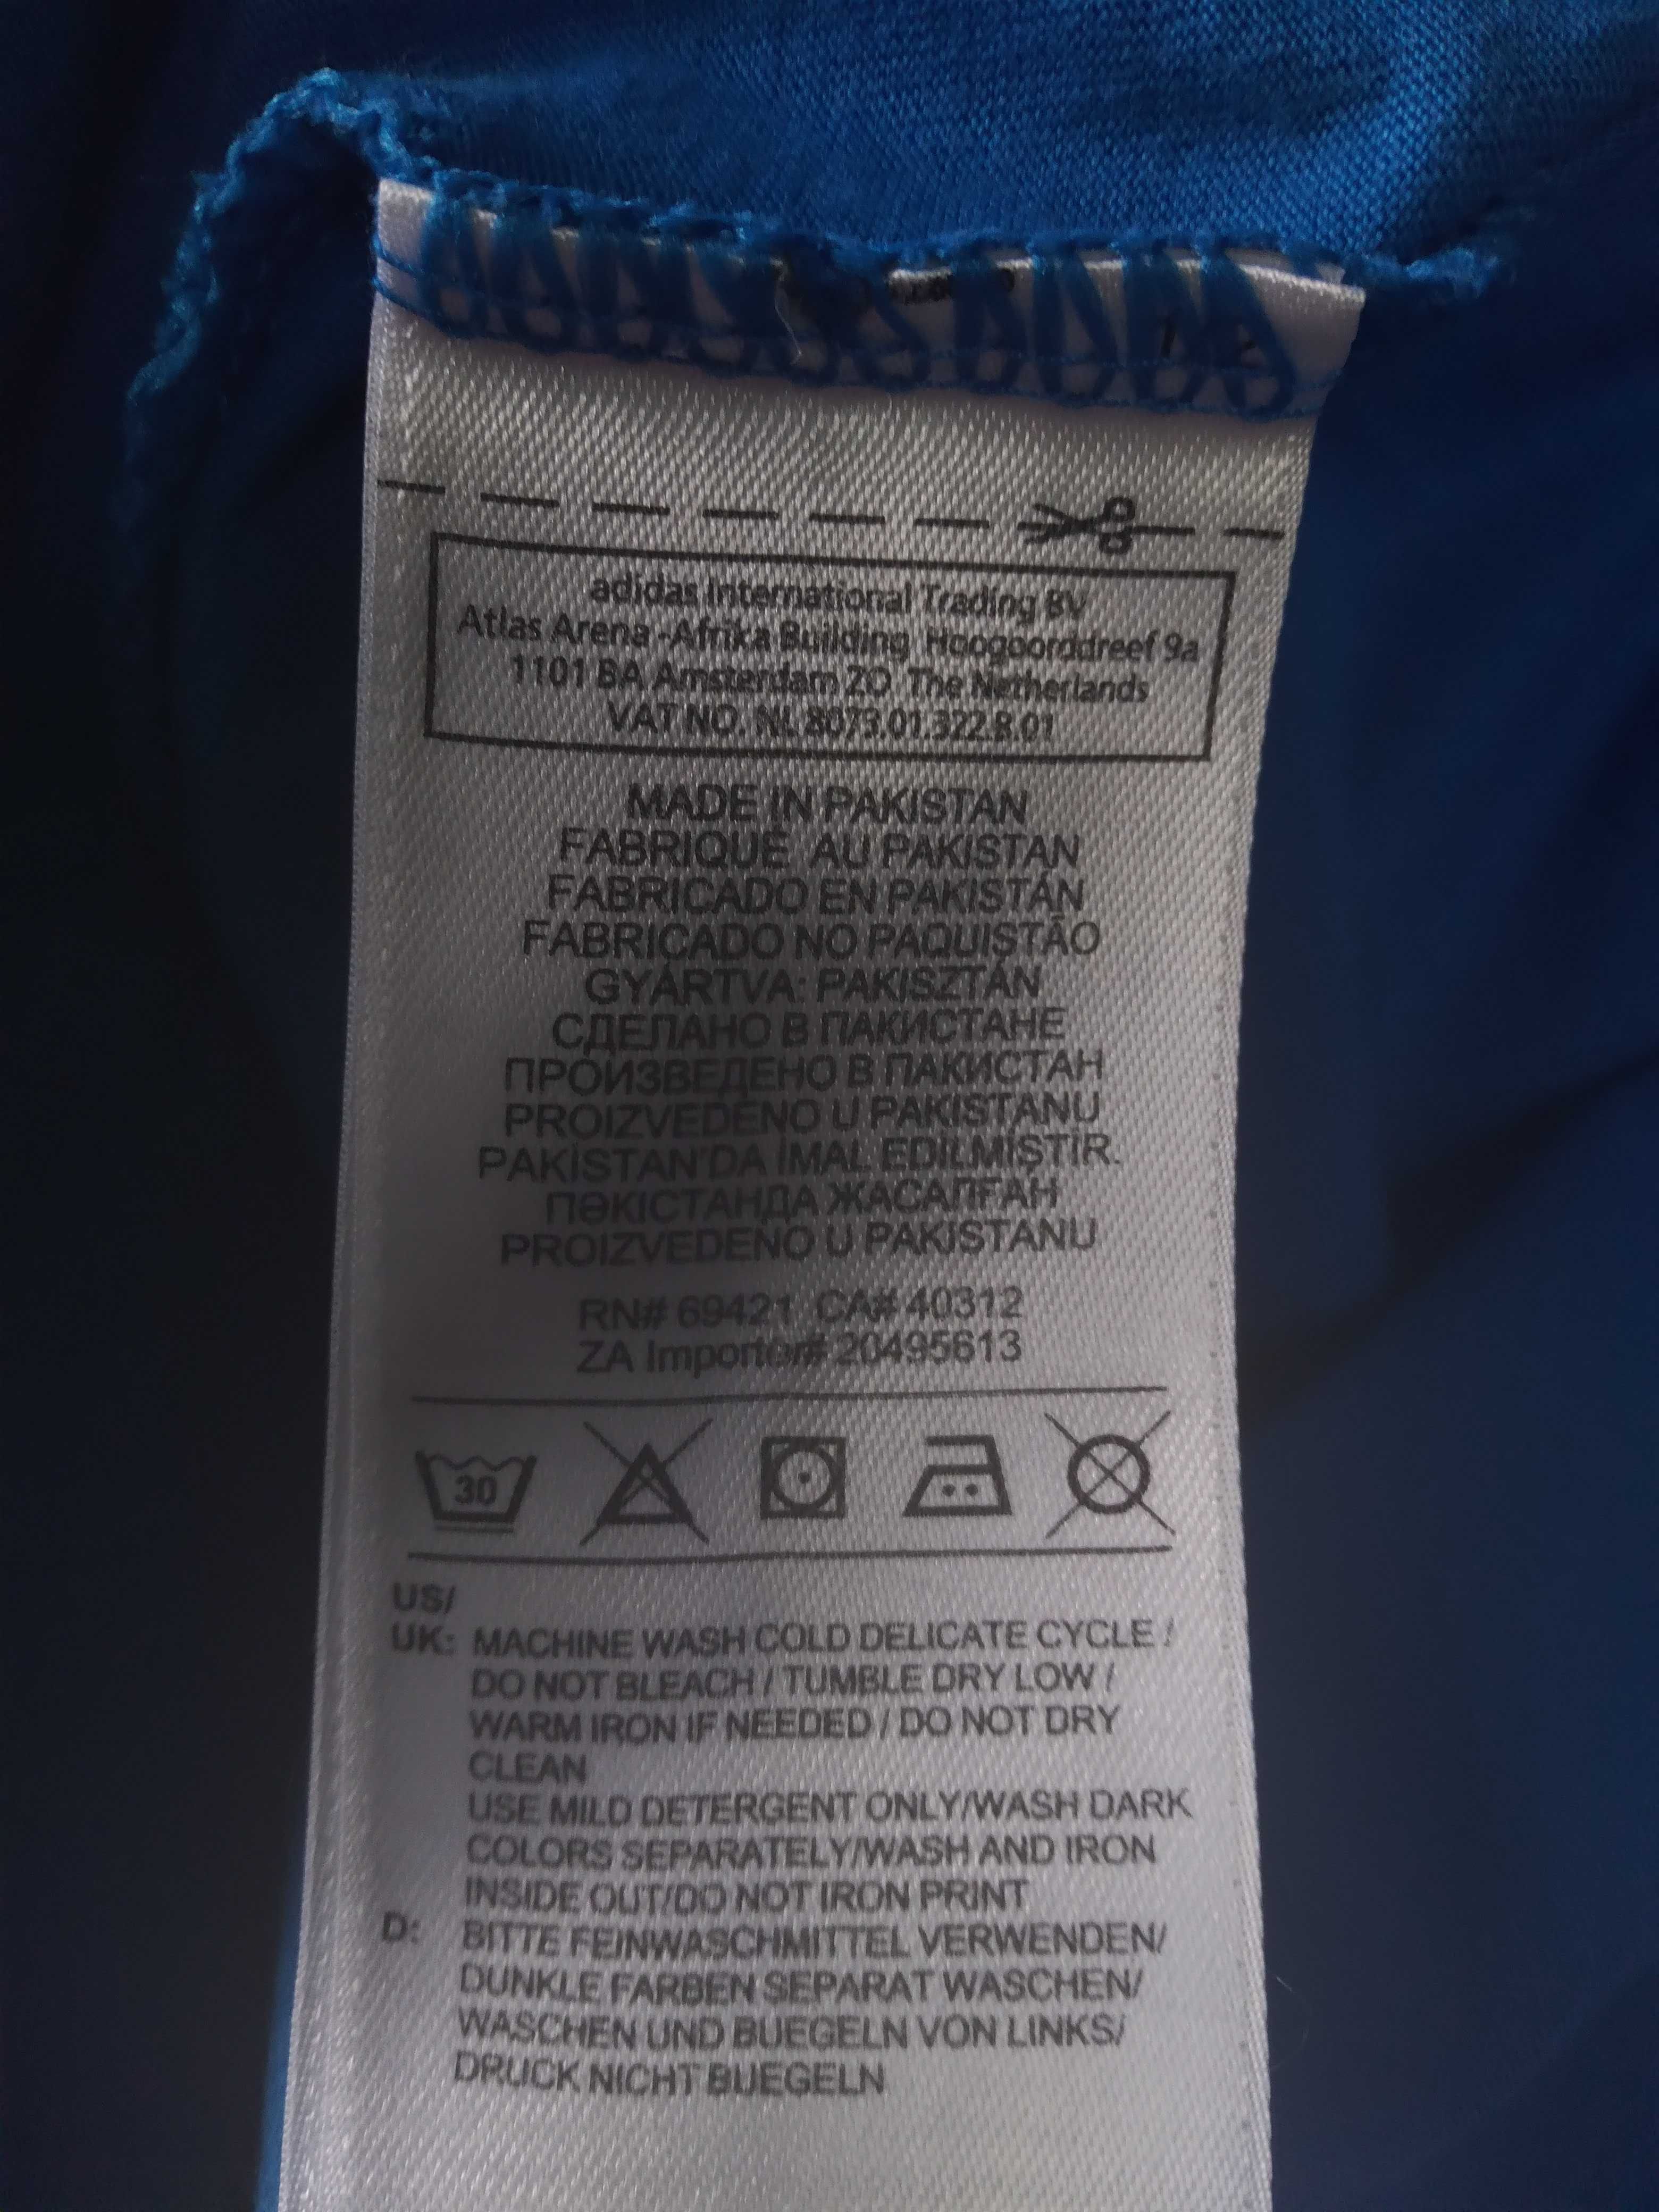 adidas International Trading BV
Atlas Arena -Afrika Building Hoogoorddreef 9a
1101 BA Amsterdam ZO The Netherlands
VAT NO. NL 8073.01.322.B.01
MADE IN PAKISTAN
FABRIQUÉ AU PAKISTAN
FABRICADO EN PAKISTÁN
FABRICADO NO PAQUISTÃO
GYÁRTVA: PAKISZTÁN
СДЕЛАНО В ПАКИСТАНЕ
ПРОИЗВЕДЕНО В ПАКИСТАН
PROIZVEDENO U PAKISTANU
PAKİSTAN'DA İMAL EDİLMİŞTİR.
ПӘКІСТАНДА ЖАСАЛҒАН
PROIZVEDENO U PAKISTANU
RN# 69421 CA# 40312
ZA Importer# 20495613
30
US/
UK: MACHINE WASH COLD DELICATE CYCLE /
DO NOT BLEACH / TUMBLE DRY LOW /
WARM IRON IF NEEDED / DO NOT DRY
CLEAN
USE MILD DETERGENT ONLY/WASH DARK
COLORS SEPARATELY/WASH AND IRON
INSIDE OUT/DO NOT IRON PRINT
D: BITTE FEINWASCHMITTEL VERWENDEN/
DUNKLE FARBEN SEPARAT WASCHEN/
WASCHEN UND BUEGELN VON LINKS/
DRUCK NICHT BUEGELN